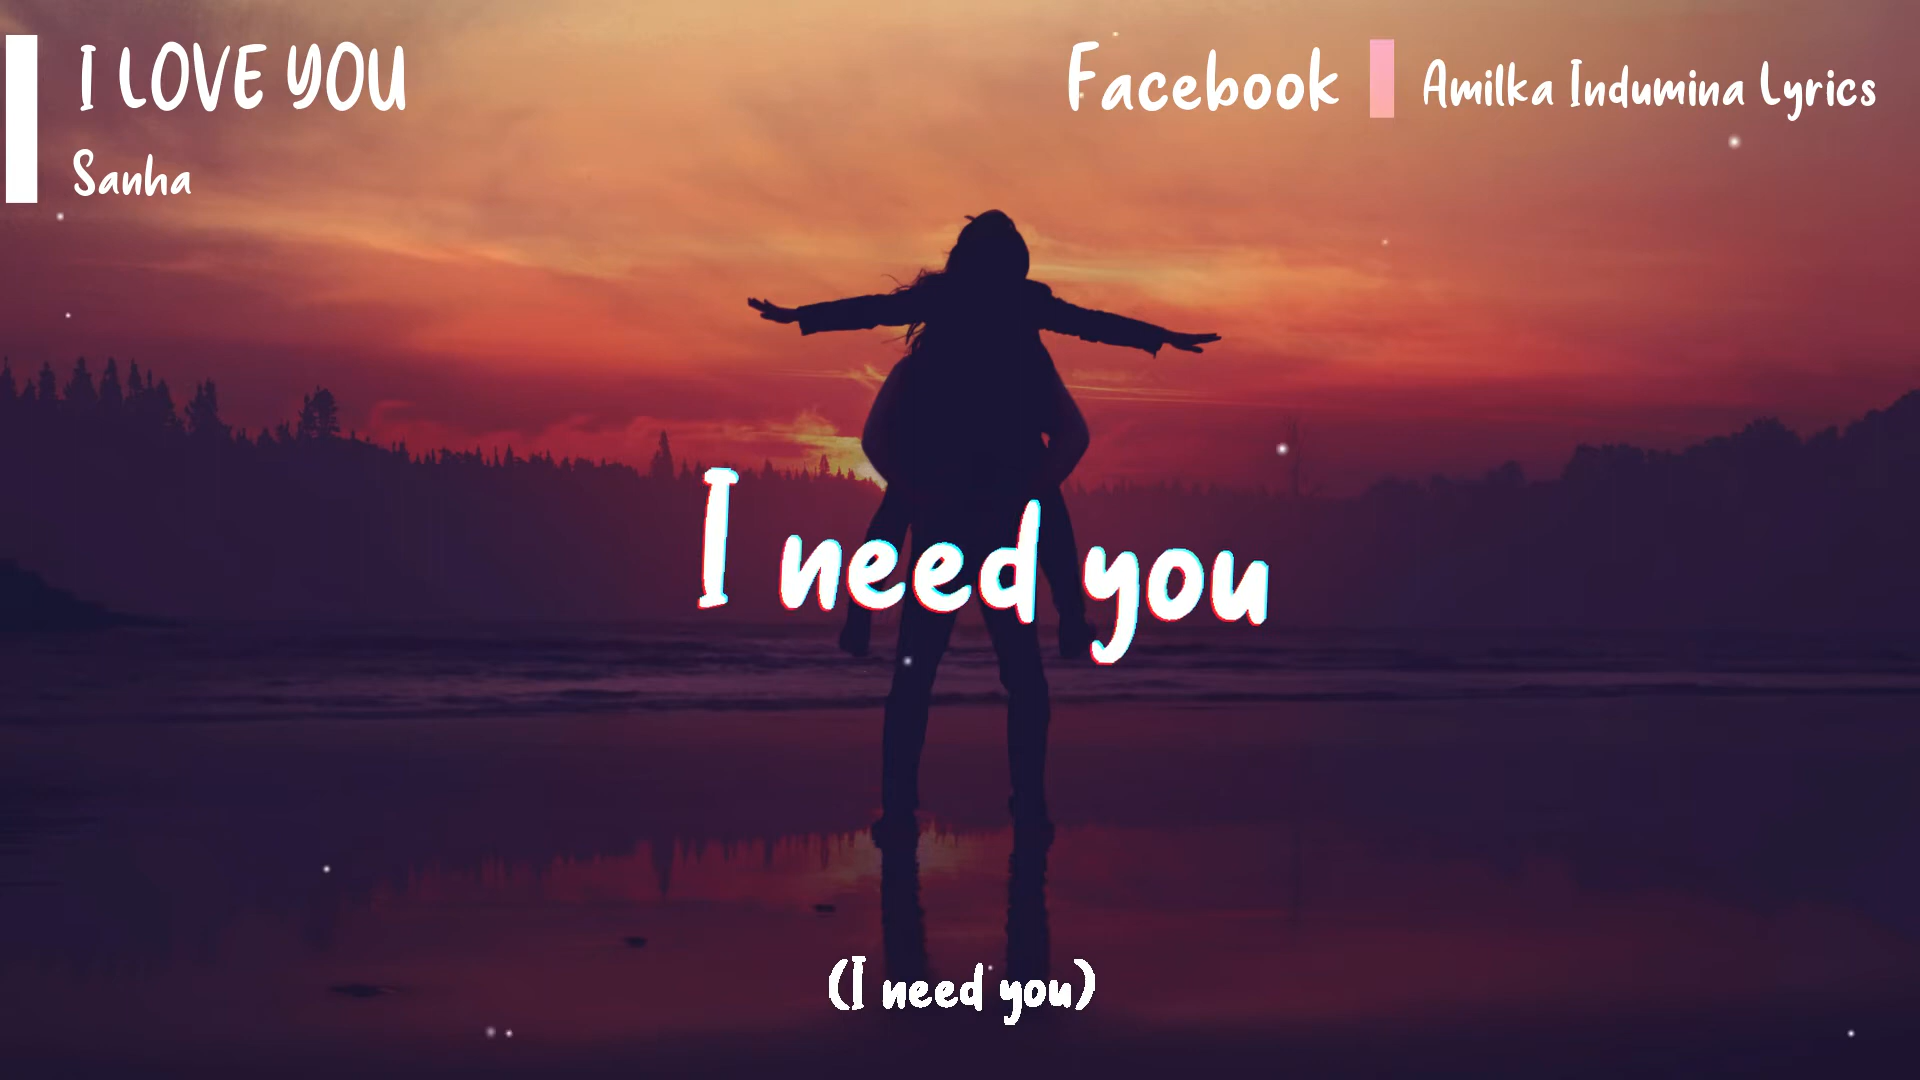 I LOVE YOU
Sanha
Facebook
Amilka Indumina Lyrics
I need you
(I need you)